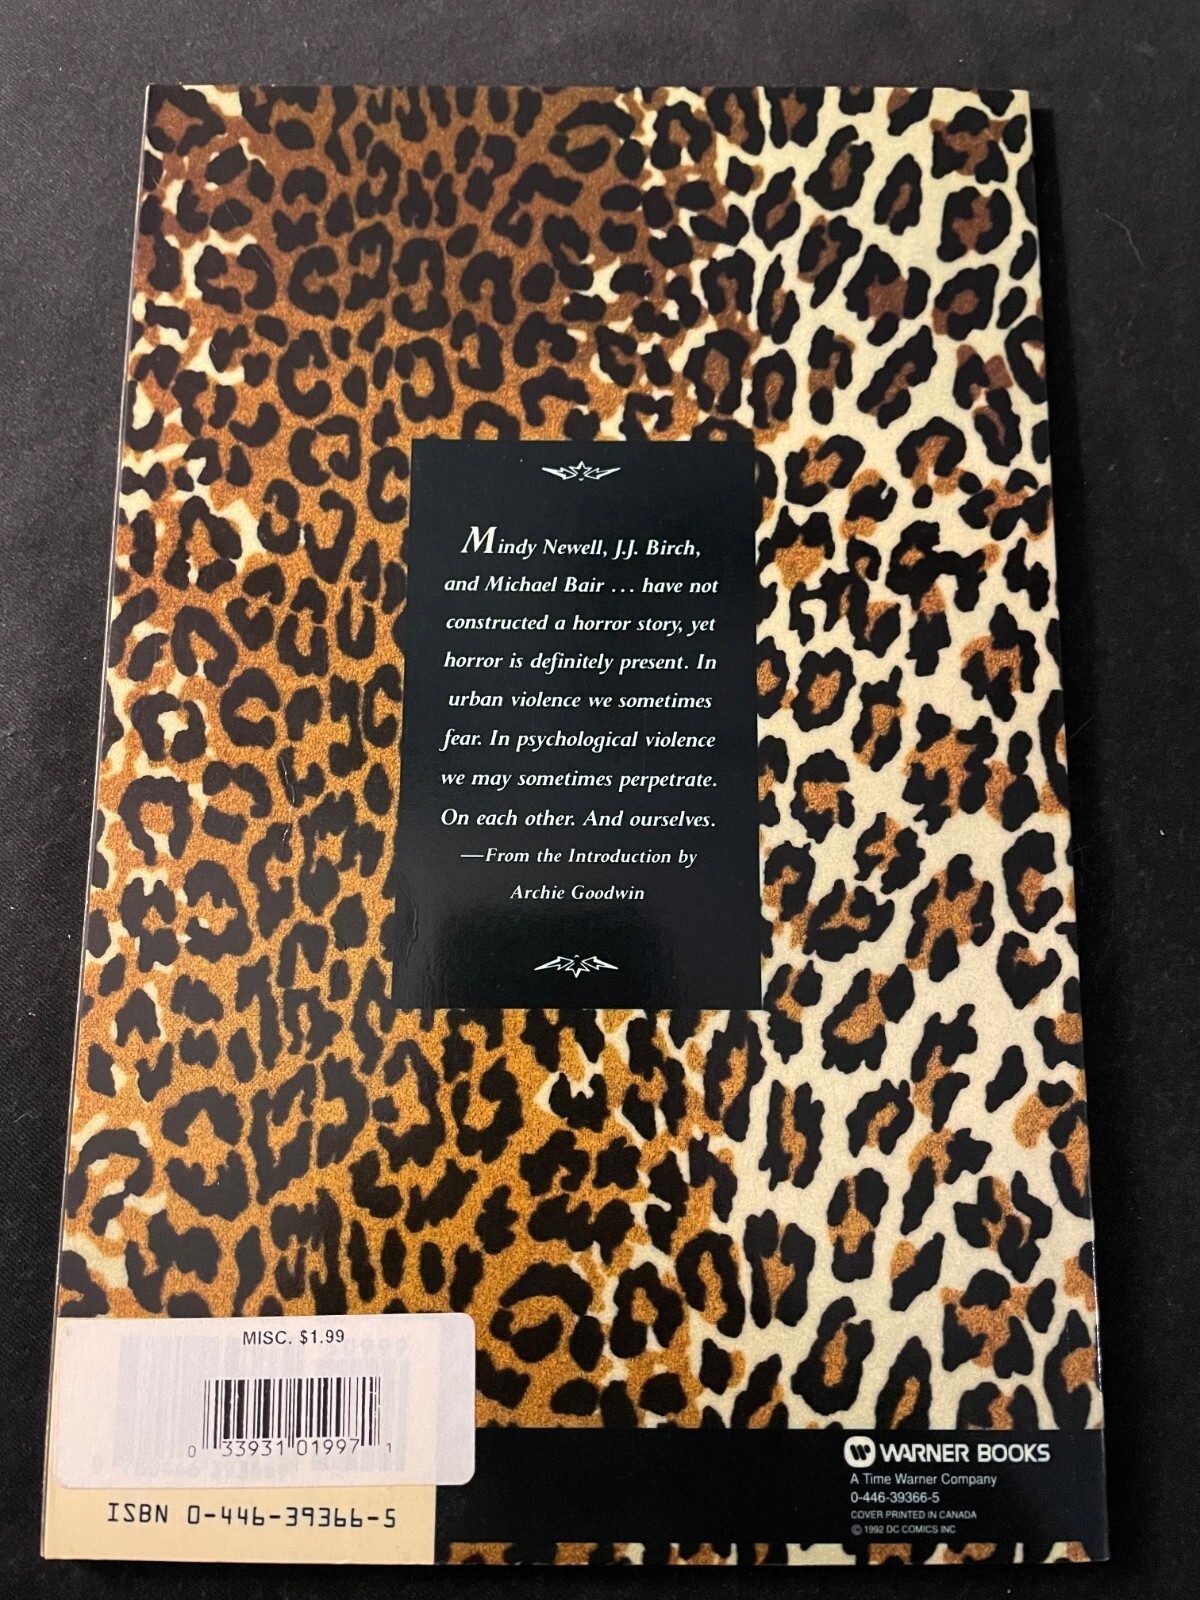 Mindy Newell, J.J. Birch,
and Michael Bair ... have not
constructed a horror story, yet
horror is definitely present. In
urban violence we sometimes
fear. In psychological violence
we may sometimes perpetrate.
On each other. And ourselves.
—From the Introduction by
Archie Goodwin
MISC. $1.99
0 33931 01997 1
ISBN 0-446-39366-5
WARNER BOOKS
A Time Warner Company
0-446-39366-5
COVER PRINTED IN CANADA
© 1992 DC COMICS INC